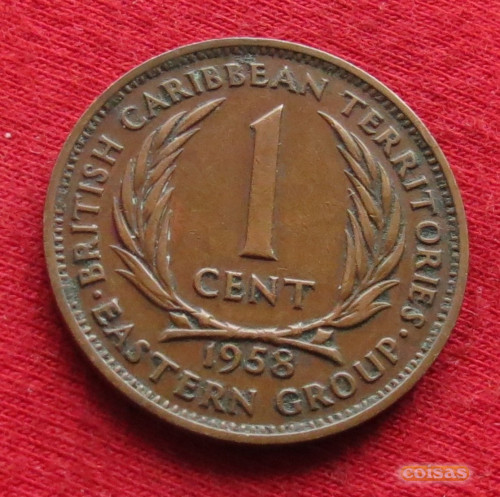 BRITISH CARIBBEAN TERRITORIES
1
CENT
1958
EASTERN GROUP
coisas